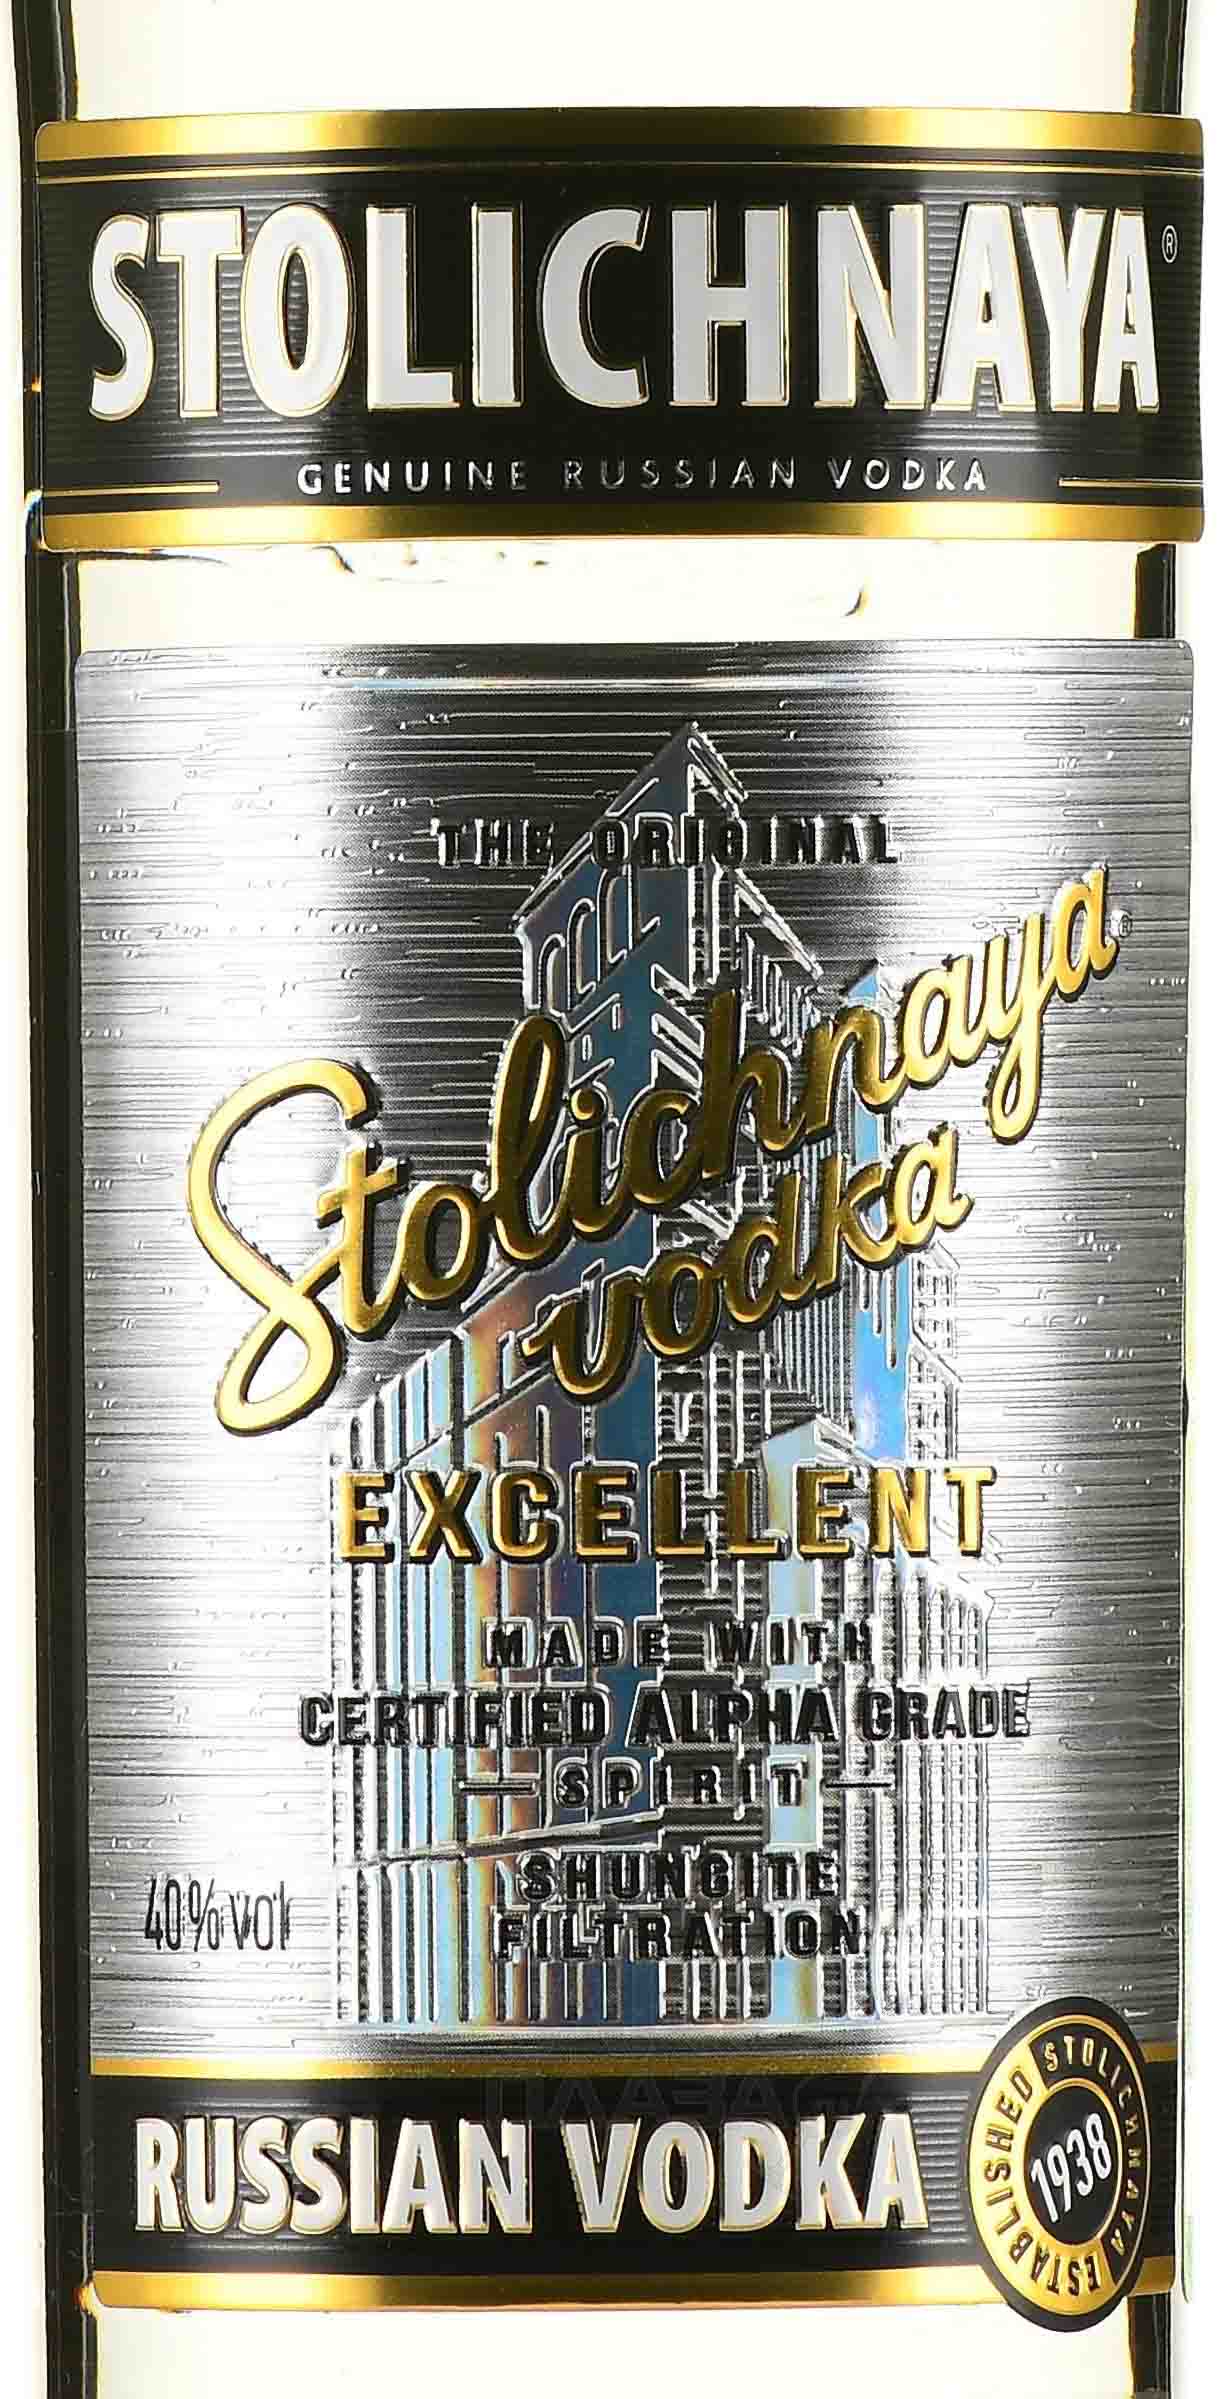 STOLICHNAYA®
GENUINE RUSSIAN VODKA
THE ORIGINAL
Stolichnaya®
vodka
EXCELLENT
MADE WITH
CERTIFIED ALPHA GRADE
SPIRIT
SHUNGITE
FILTRATION
40%vol
RUSSIAN VODKA
STOLICHNAYA ESTABLISHED
1938